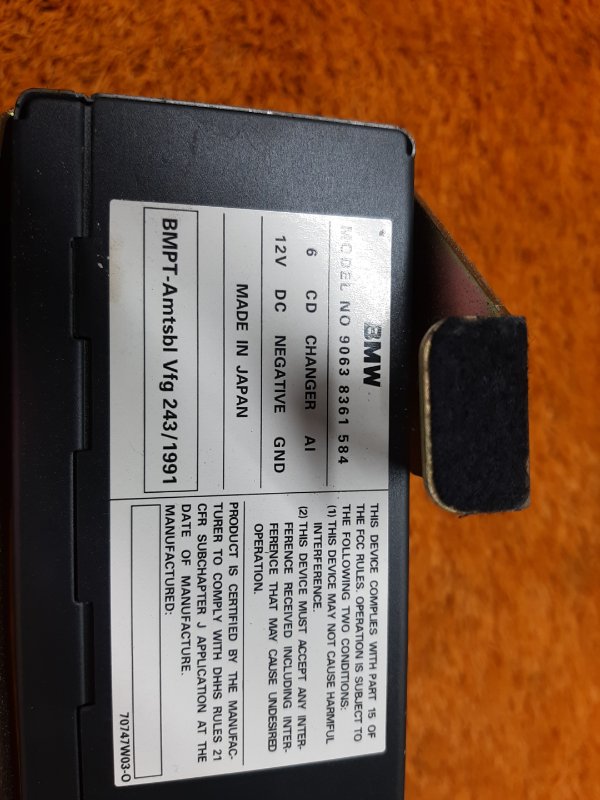 BMW
MODEL NO 9063 8361 584
6 CD CHANGER AI
12V DC NEGATIVE GND
MADE IN JAPAN
BMPT-Amtsbl Vfg 243/1991
THIS DEVICE COMPLIES WITH PART 15 OF
THE FCC RULES. OPERATION IS SUBJECT TO
THE FOLLOWING TWO CONDITIONS:
(1) THIS DEVICE MAY NOT CAUSE HARMFUL
INTERFERENCE.
(2) THIS DEVICE MUST ACCEPT ANY INTER-
FERENCE RECEIVED INCLUDING INTER-
FERENCE THAT MAY CAUSE UNDESIRED
OPERATION.
PRODUCT IS CERTIFIED BY THE MANUFAC-
TURER TO COMPLY WITH DHHS RULES 21
CFR SUBCHAPTER J APPLICATION AT THE
DATE OF MANUFACTURE.
MANUFACTURED:
70747W03-0